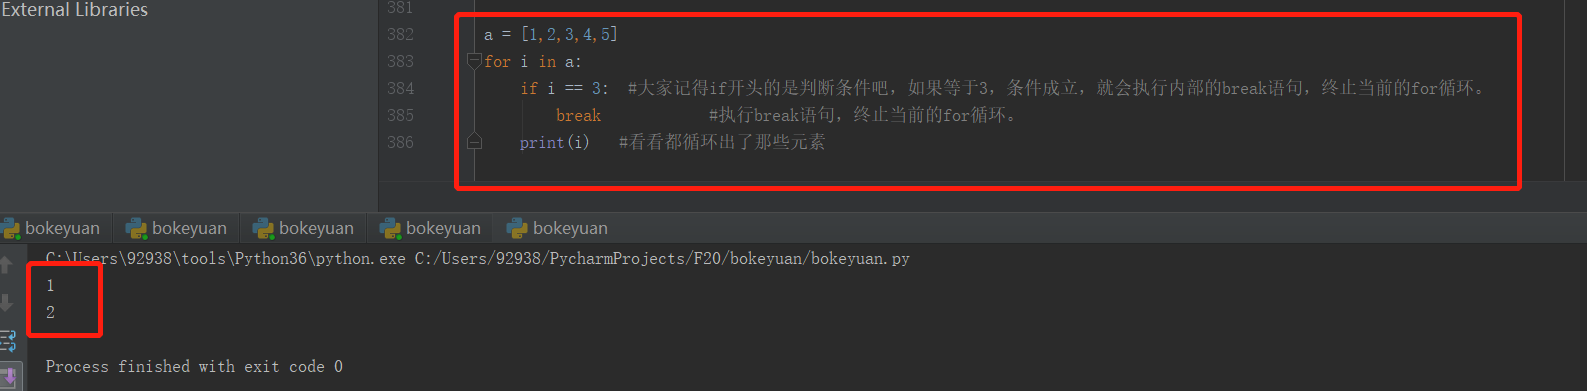 External Libraries
381
382 a = [1,2,3,4,5]
383 for i in a:
384 if i == 3: #大家记得if开头的是判断条件吧，如果等于3，条件成立，就会执行内部的break语句，终止当前的for循环。
385 break #执行break语句，终止当前的for循环。
386 print(i) #看看都循环出了那些元素
bokeyuan bokeyuan bokeyuan bokeyuan bokeyuan
C:\Users\92938\tools\Python36\python.exe C:/Users/92938/PycharmProjects/F20/bokeyuan/bokeyuan.py
1
2
Process finished with exit code 0